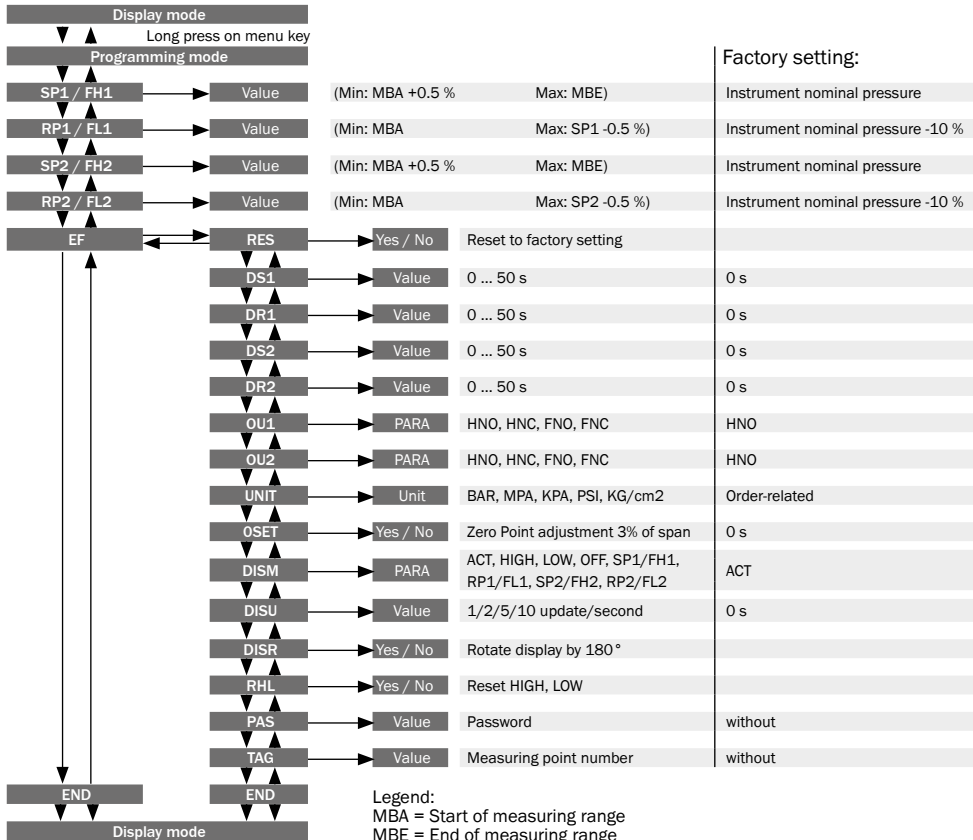 Display mode
Long press on menu key
Programming mode
Factory setting:
SP1 / FH1 Value (Min: MBA +0.5 % Max: MBE) Instrument nominal pressure
RP1 / FL1 Value (Min: MBA Max: SP1 -0.5 %) Instrument nominal pressure -10 %
SP2 / FH2 Value (Min: MBA +0.5 % Max: MBE) Instrument nominal pressure
RP2 / FL2 Value (Min: MBA Max: SP2 -0.5 %) Instrument nominal pressure -10 %
EF RES Yes / No Reset to factory setting
DS1 Value 0 ... 50 s 0 s
DR1 Value 0 ... 50 s 0 s
DS2 Value 0 ... 50 s 0 s
DR2 Value 0 ... 50 s 0 s
OU1 PARA HNO, HNC, FNO, FNC HNO
OU2 PARA HNO, HNC, FNO, FNC HNO
UNIT Unit BAR, MPA, KPA, PSI, KG/cm2 Order-related
0SET Yes / No Zero Point adjustment 3% of span 0 s
DISM PARA ACT, HIGH, LOW, OFF, SP1/FH1, ACT
RP1/FL1, SP2/FH2, RP2/FL2
DISU Value 1/2/5/10 update/second 0 s
DISR Yes / No Rotate display by 180°
RHL Yes / No Reset HIGH, LOW
PAS Value Password without
TAG Value Measuring point number without
END END
Legend:
MBA = Start of measuring range
Display mode
MBE = End of measuring range